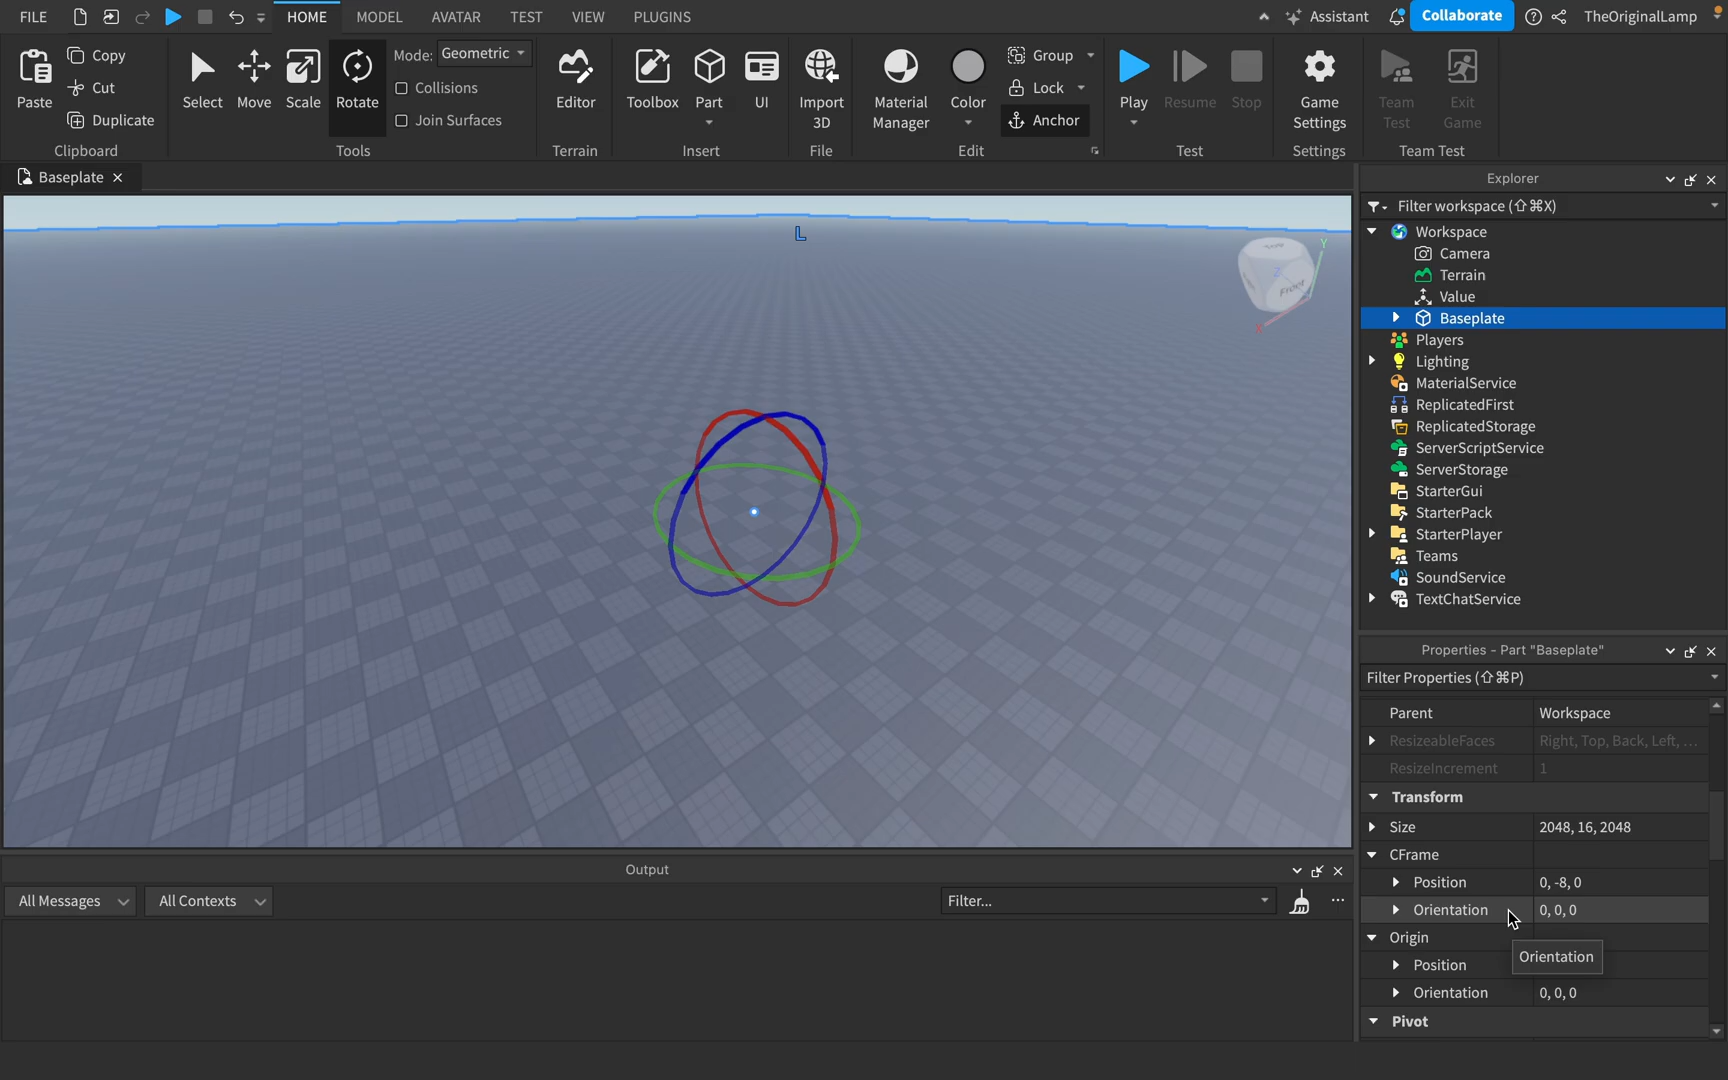 FILE HOME MODEL AVATAR TEST VIEW PLUGINS Assistant Collaborate TheOriginalLamp
Paste Copy Cut Duplicate
Clipboard
Select Move Scale Rotate
Mode: Geometric
Collisions
Join Surfaces
Tools
Editor
Terrain
Toolbox Part UI
Insert
Import
3D
File
Material
Manager
Color
Group
Lock
Anchor
Edit
Play Resume Stop
Test
Game
Settings
Settings
Team
Test
Exit
Game
Team Test
Baseplate
L
Y
Front
X
Z
Explorer
Filter workspace (⇧⌘X)
Workspace
Camera
Terrain
Value
Baseplate
Players
Lighting
MaterialService
ReplicatedFirst
ReplicatedStorage
ServerScriptService
ServerStorage
StarterGui
StarterPack
StarterPlayer
Teams
SoundService
TextChatService
Properties - Part "Baseplate"
Filter Properties (⇧⌘P)
Parent Workspace
ResizeableFaces Right, Top, Back, Left, ...
ResizeIncrement 1
Transform
Size 2048, 16, 2048
CFrame
Position 0, -8, 0
Orientation 0, 0, 0
Origin
Orientation
Position
Orientation 0, 0, 0
Pivot
Output
All Messages All Contexts Filter...